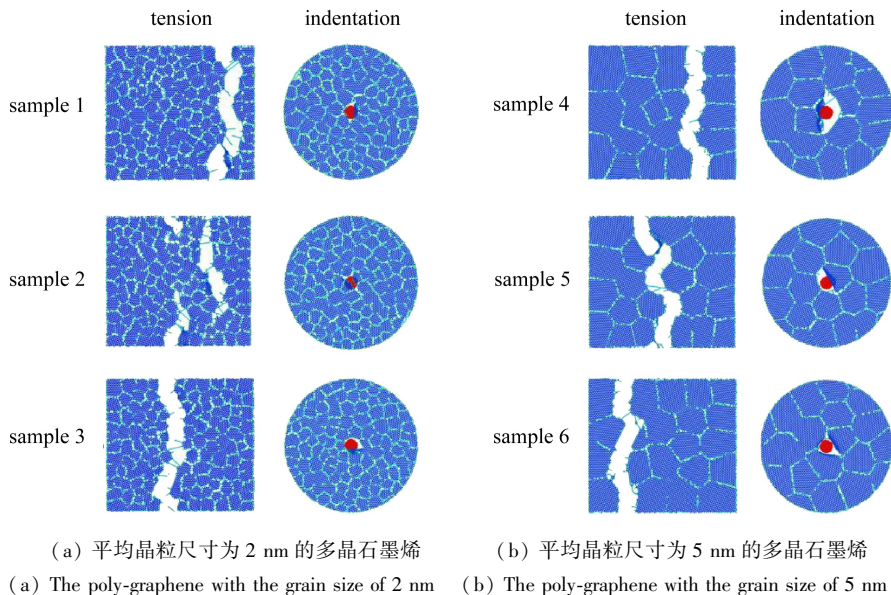 tension indentation
sample 1
sample 2
sample 3
(a) 平均晶粒尺寸为 2 nm 的多晶石墨烯
(a) The poly-graphene with the grain size of 2 nm
tension indentation
sample 4
sample 5
sample 6
(b) 平均晶粒尺寸为 5 nm 的多晶石墨烯
(b) The poly-graphene with the grain size of 5 nm